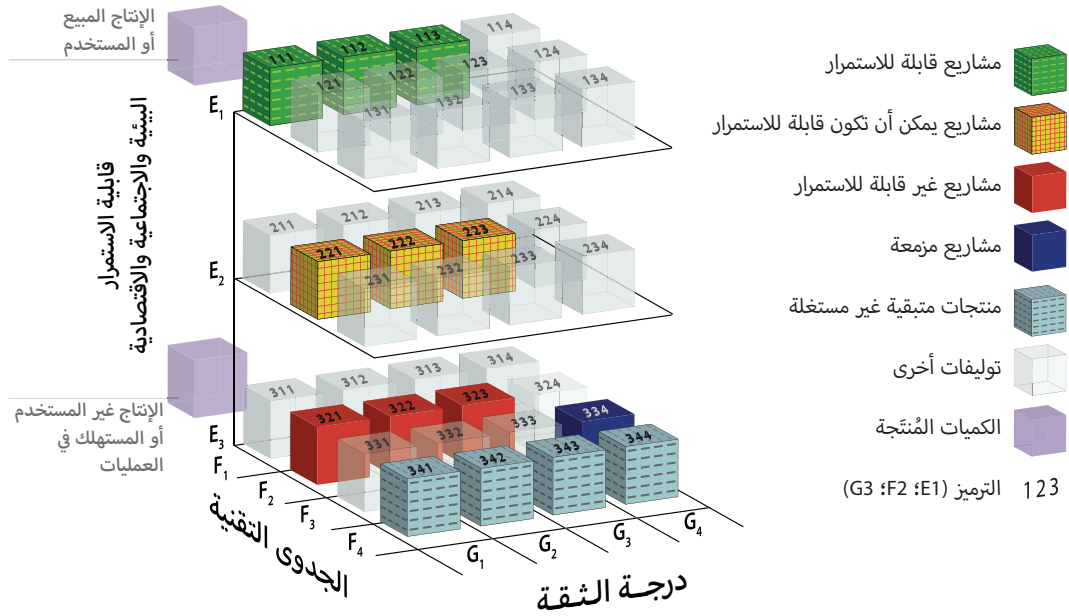 الإنتاج المبيع
أو المستخدم
قابلية الاستمرار
البيئية والاجتماعية والاقتصادية
الإنتاج غير المستخدم
أو المستهلك في
العمليات
E1
E2
E3
111
112
113
114
121
122
123
124
131
132
133
134
211
212
213
214
221
222
223
224
231
232
233
234
311
312
313
314
321
322
323
324
331
332
333
334
341
342
343
344
F1
F2
F3
F4
الجدوى التقنية
G1
G2
G3
G4
درجة الثقة
مشاريع قابلة للاستمرار
مشاريع يمكن أن تكون قابلة للاستمرار
مشاريع غير قابلة للاستمرار
مشاريع مزمعة
منتجات متبقية غير مستغلة
توليفات أخرى
الكميات المُنتَجة
123 الترميز (E1؛ F2؛ G3)